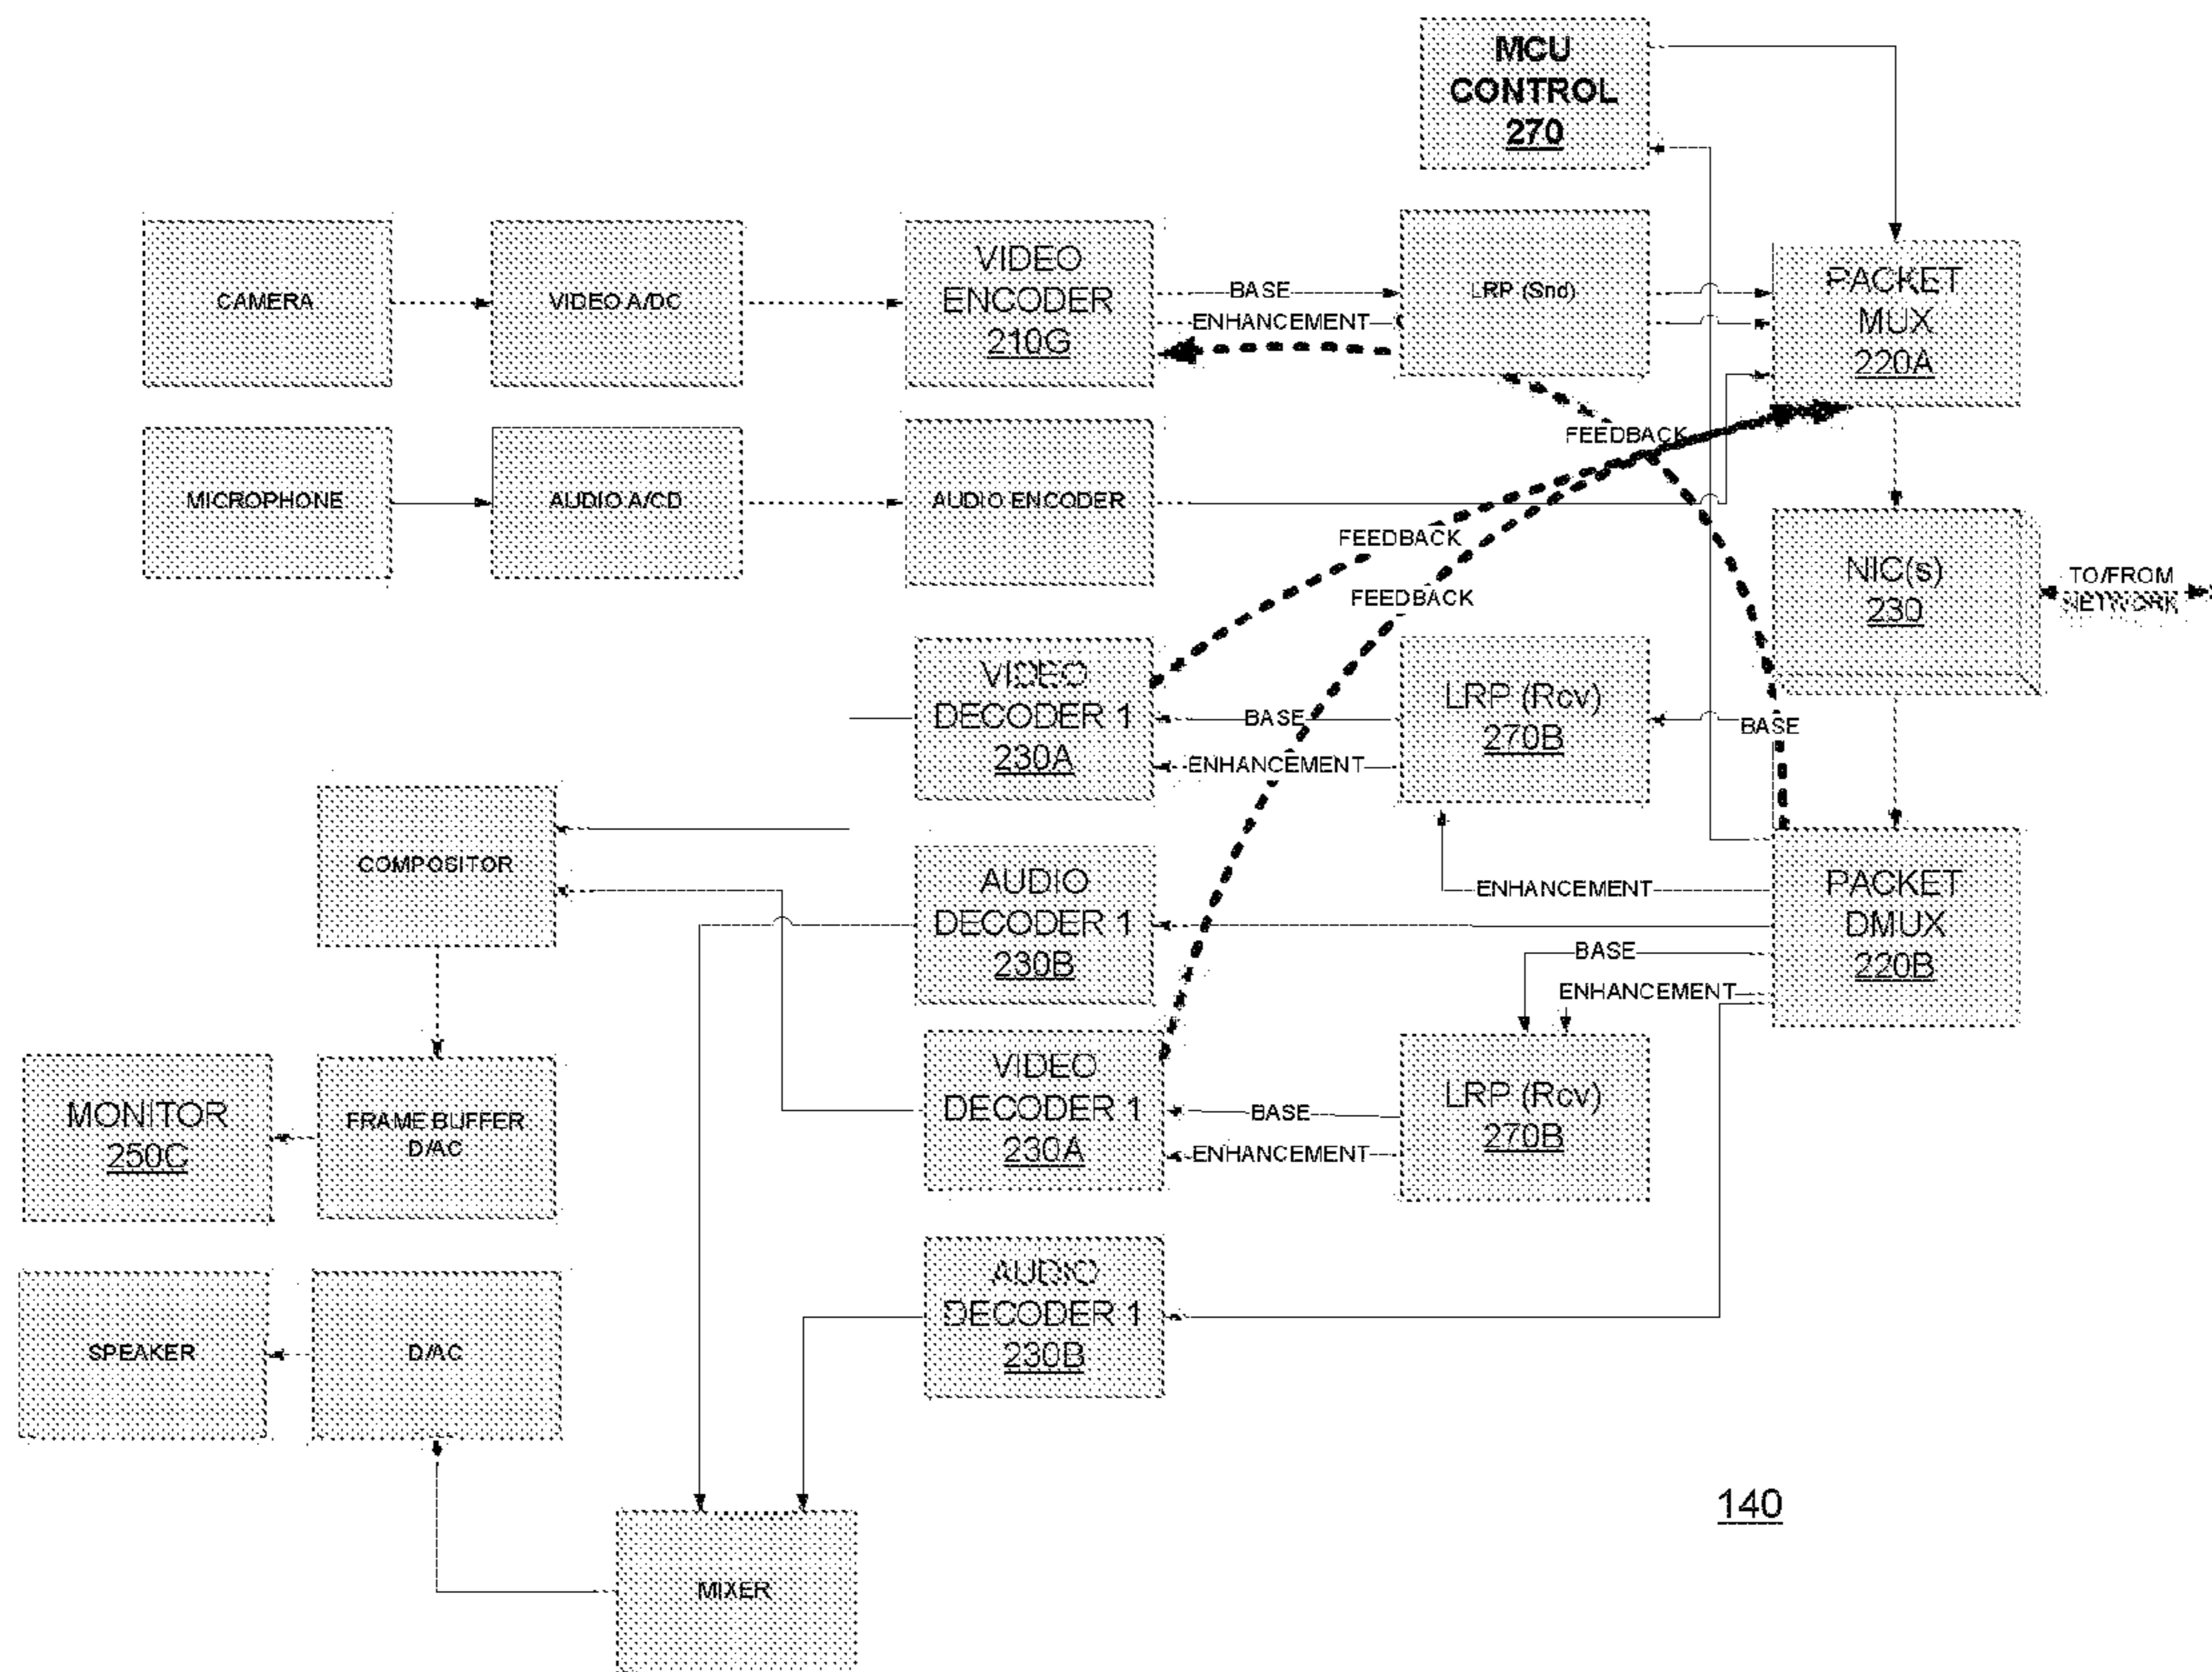 MCU
CONTROL
270
CAMERA
VIDEO A/DC
VIDEO
ENCODER
210G
BASE
ENHANCEMENT
LRP (Snd)
PACKET
MUX
220A
FEEDBACK
MICROPHONE
AUDIO A/CD
AUDIO ENCODER
FEEDBACK
FEEDBACK
NIC(s)
230
TO/FROM
NETWORK
VIDEO
DECODER 1
230A
BASE
ENHANCEMENT
LRP (Rcv)
270B
BASE
COMPOSITOR
AUDIO
DECODER 1
230B
ENHANCEMENT
BASE
ENHANCEMENT
PACKET
DMUX
220B
MONITOR
250C
FRAME BUFFER
D/AC
VIDEO
DECODER 1
230A
BASE
ENHANCEMENT
LRP (Rcv)
270B
SPEAKER
D/AC
AUDIO
DECODER 1
230B
MIXER
140